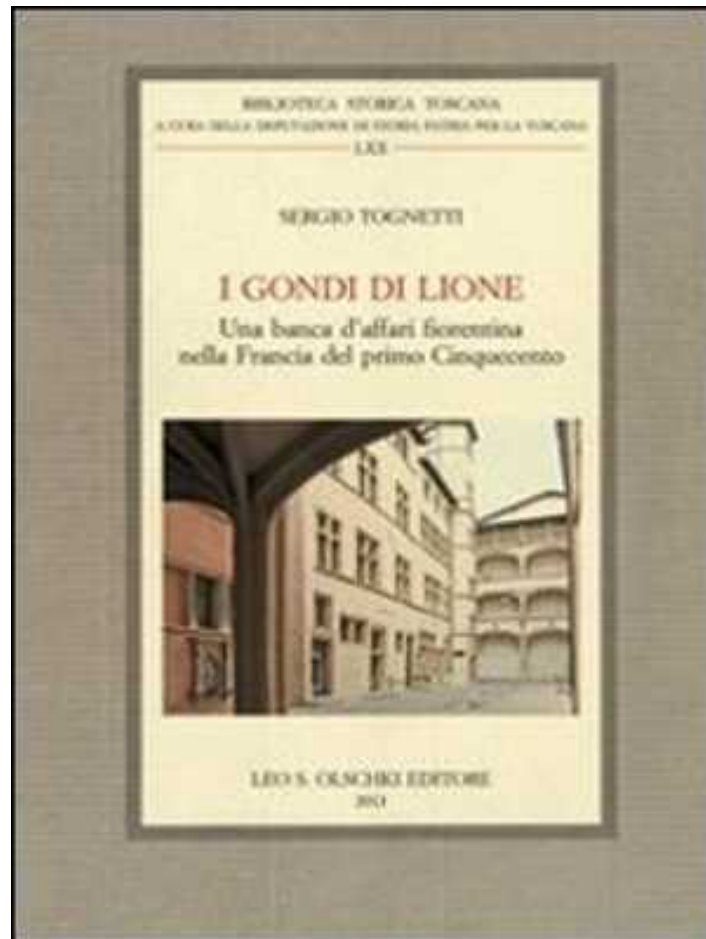 BIBLIOTECA STORICA TOSCANA
A CURA DELLA DEPUTAZIONE DI STORIA PATRIA PER LA TOSCANA
LXX
SERGIO TOGNETTI
I GONDI DI LIONE
Una banca d'affari fiorentina
nella Francia del primo Cinquecento
LEO S. OLSCHKI EDITORE
2013